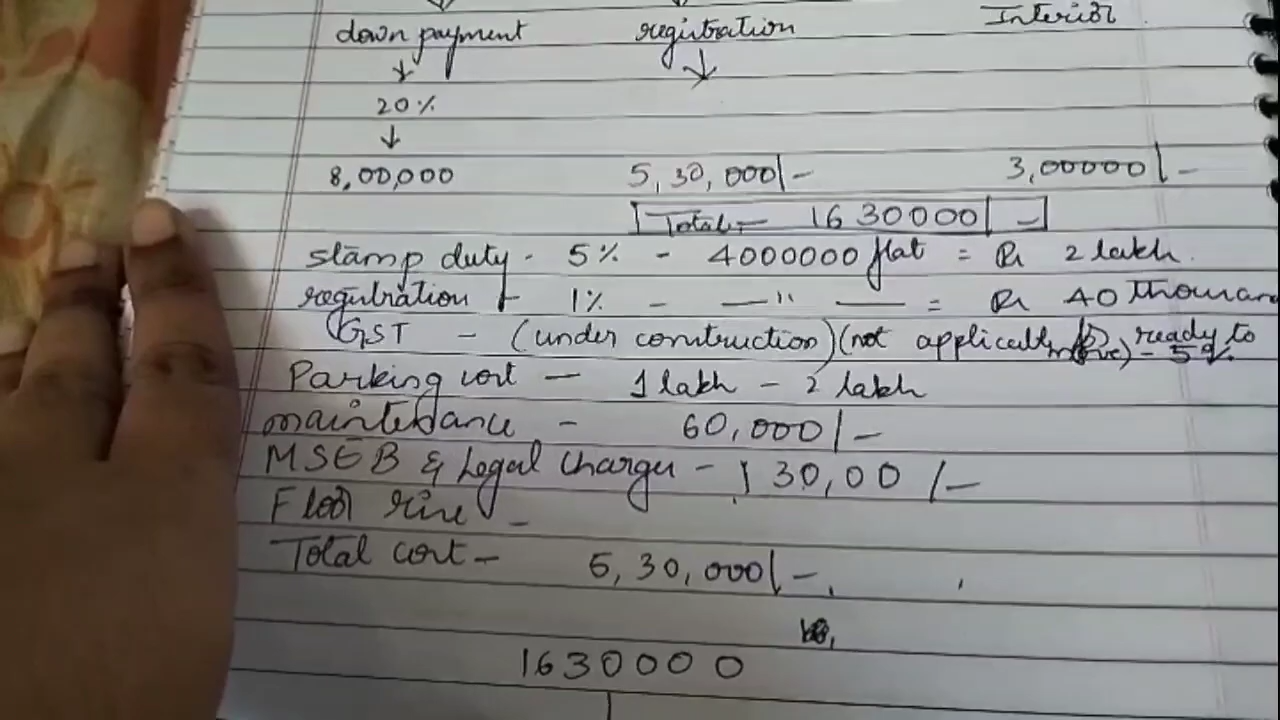 down payment registration Interior
↓ ↓
20%
↓
8,00,000 5,30,000/- 3,00000/-
Total - 1630000/-
stamp duty - 5% - 4000000 flat = Rs 2 lakh.
registration - 1% - —"— = Rs 40 thousand
GST - (under construction) (not applicable ready to move) - 5%
Parking cost - 1 lakh - 2 lakh
maintenance - 60,000/-
MSEB & Legal Charges - 130,00/-
Floor rise -
Total cost - 5,30,000/-
1630000